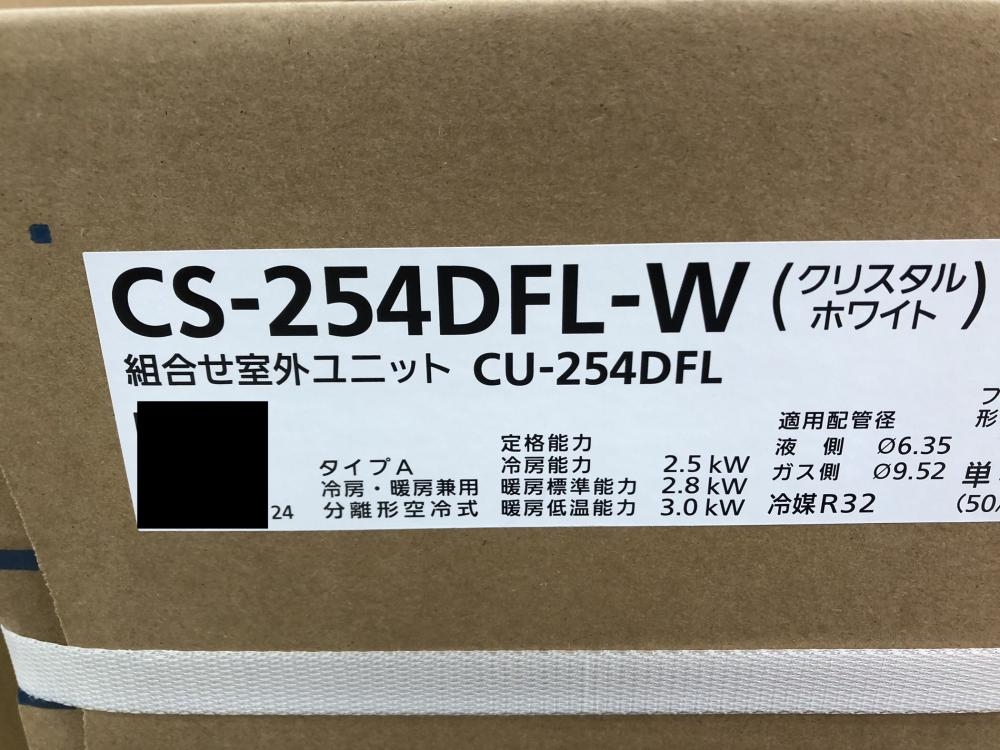 CS-254DFL-W (クリスタル
ホワイト)
組合せ室外ユニット CU-254DFL
24
タイプA
冷房・暖房兼用
分離形空冷式
定格能力
冷房能力 2.5 kW
暖房標準能力 2.8 kW
暖房低温能力 3.0 kW
適用配管径
液 側 Ø6.35
ガス側 Ø9.52
冷媒R32
フ
形
単
(50